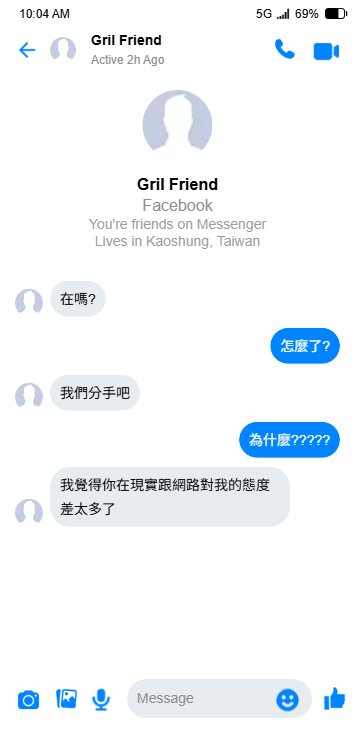 10:04 AM 5G 69%
Gril Friend
Active 2h Ago
Gril Friend
Facebook
You're friends on Messenger
Lives in Kaoshung, Taiwan
在嗎?
怎麼了?
我們分手吧
為什麼?????
我覺得你在現實跟網路對我的態度
差太多了
Message